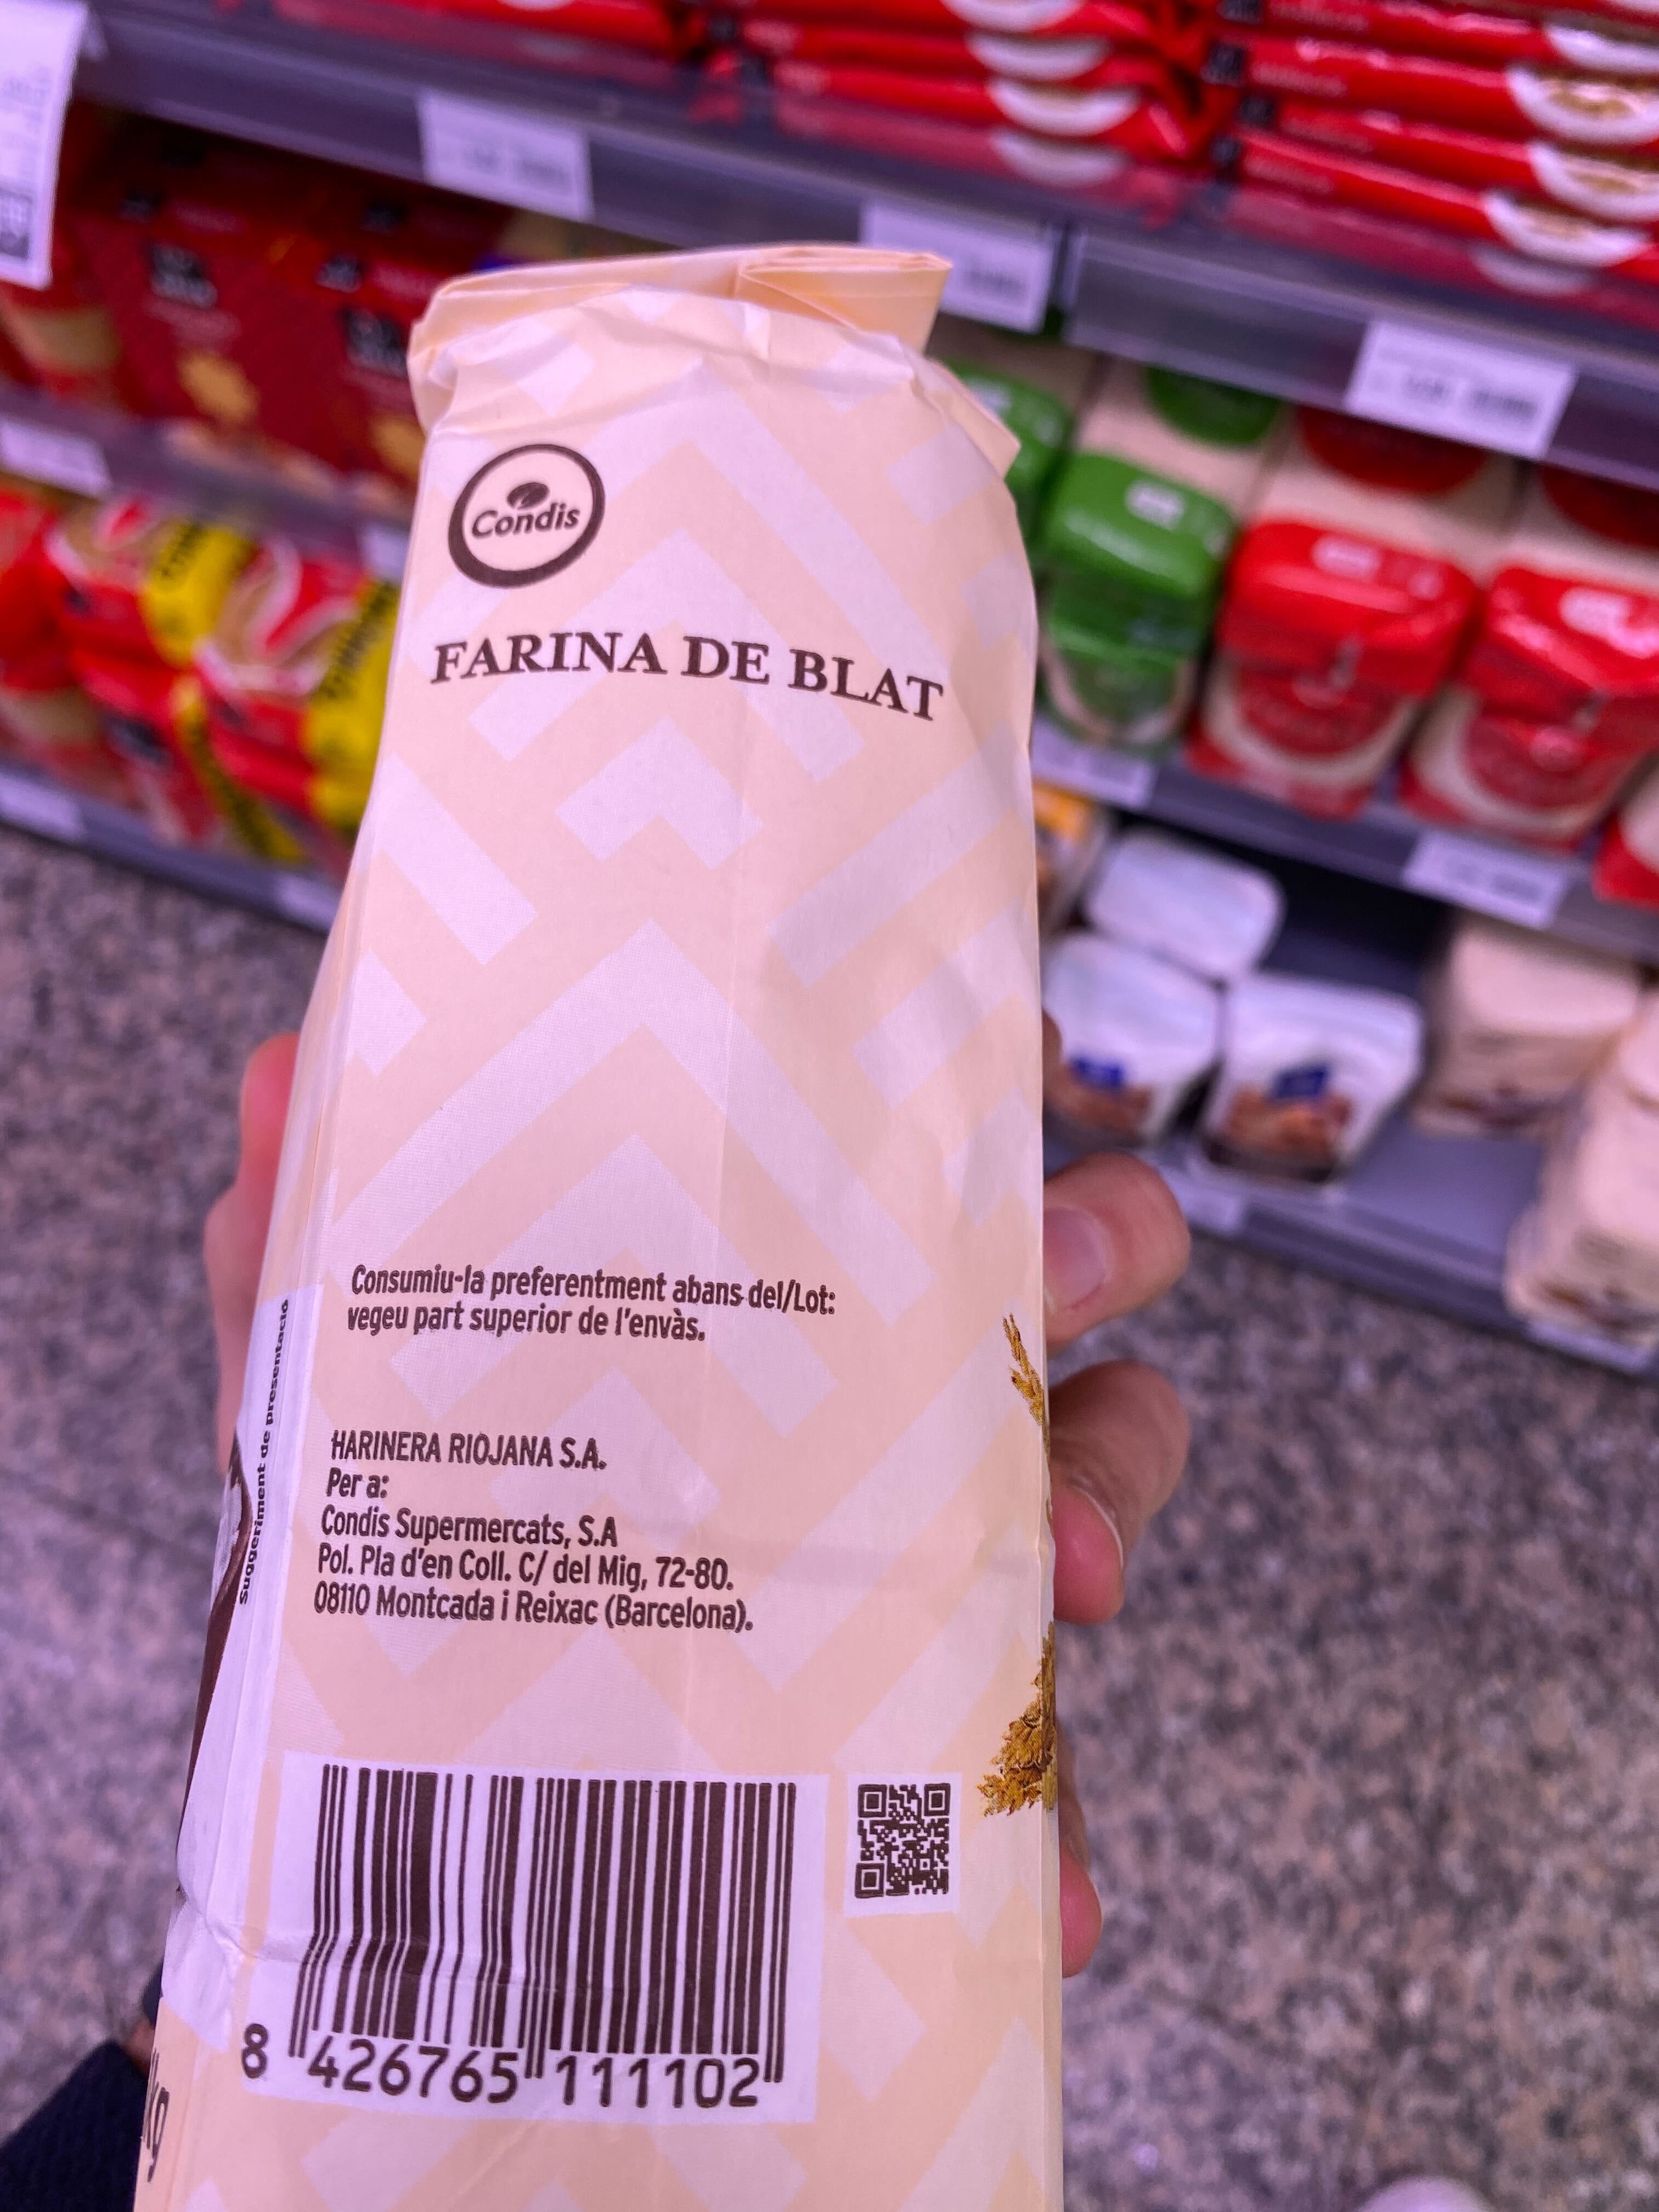 Condis
FARINA DE BLAT
Consumiu-la preferentment abans del/Lot:
vegeu part superior de l'envàs.
Suggeriment de presentació
HARINERA RIOJANA S.A.
Per a:
Condis Supermercats, S.A
Pol. Pla d'en Coll. C/ del Mig, 72-80.
08110 Montcada i Reixac (Barcelona).
8 426765 111102
kg